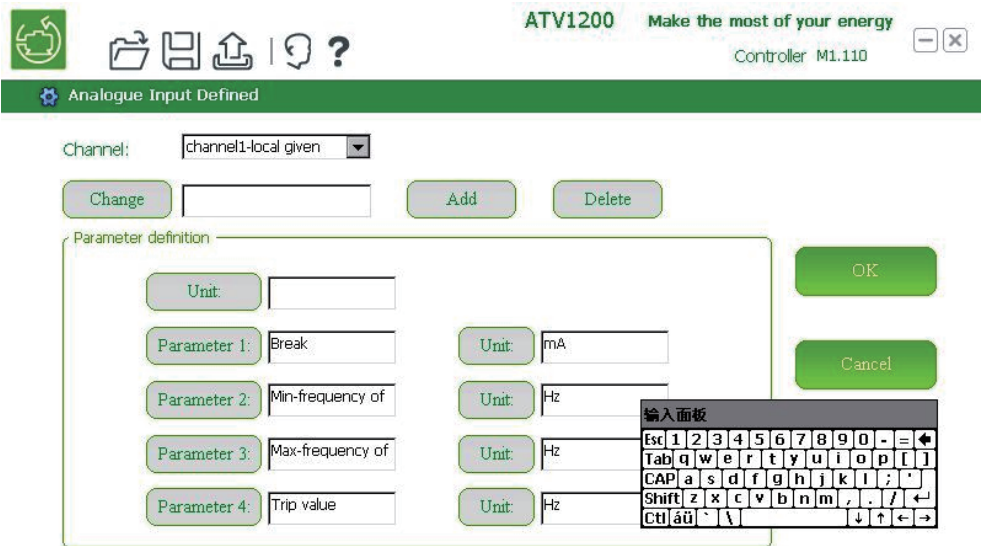 ATV1200 Make the most of your energy
Controller M1.110
?
Analogue Input Defined
Channel: channel1-local given
Change Add Delete
Parameter definition
Unit:
OK
Parameter 1: Break Unit: mA
Cancel
Parameter 2: Min-frequency of Unit: Hz
输入面板
Esc 1 2 3 4 5 6 7 8 9 0 - =
Tab q w e r t y u i o p [ ]
Parameter 3: Max-frequency of Unit: Hz
CAP a s d f g h j k l ; '
Shift z x c v b n m , . /
Parameter 4: Trip value Unit: Hz
Ctl áü ` \ ↓ ↑ ← →